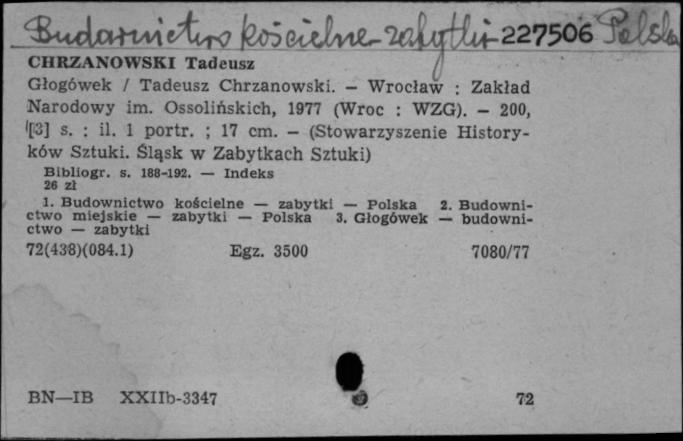 Budownictwo kościelne - zabytki - 227506 Polska
CHRZANOWSKI Tadeusz
Głogówek / Tadeusz Chrzanowski. — Wrocław : Zakład
Narodowy im. Ossolińskich, 1977 (Wroc : WZG). — 200,
[3] s. : il. 1 portr. ; 17 cm. — (Stowarzyszenie History-
ków Sztuki. Śląsk w Zabytkach Sztuki)
Bibliogr. s. 188-192. — Indeks
26 zł
1. Budownictwo kościelne — zabytki — Polska 2. Budowni-
ctwo miejskie — zabytki — Polska 3. Głogówek — budowni-
ctwo — zabytki
72(438)(084.1) Egz. 3500 7080/77
BN—IB XXIIb-3347 72